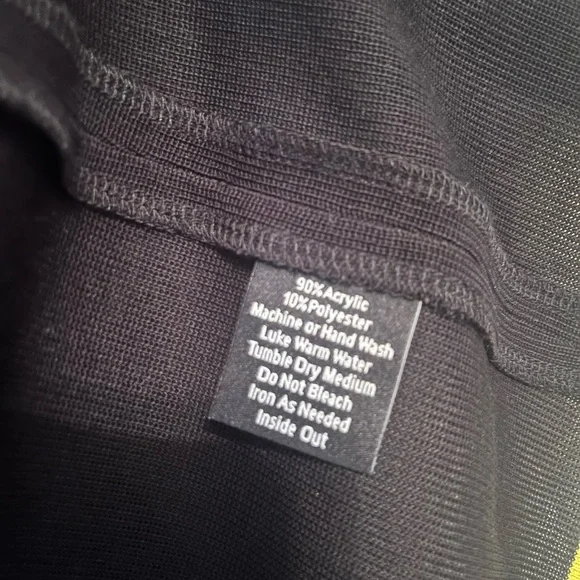 90% Acrylic
10% Polyester
Machine or Hand Wash
Luke Warm Water
Tumble Dry Medium
Do Not Bleach
Iron As Needed
Inside Out